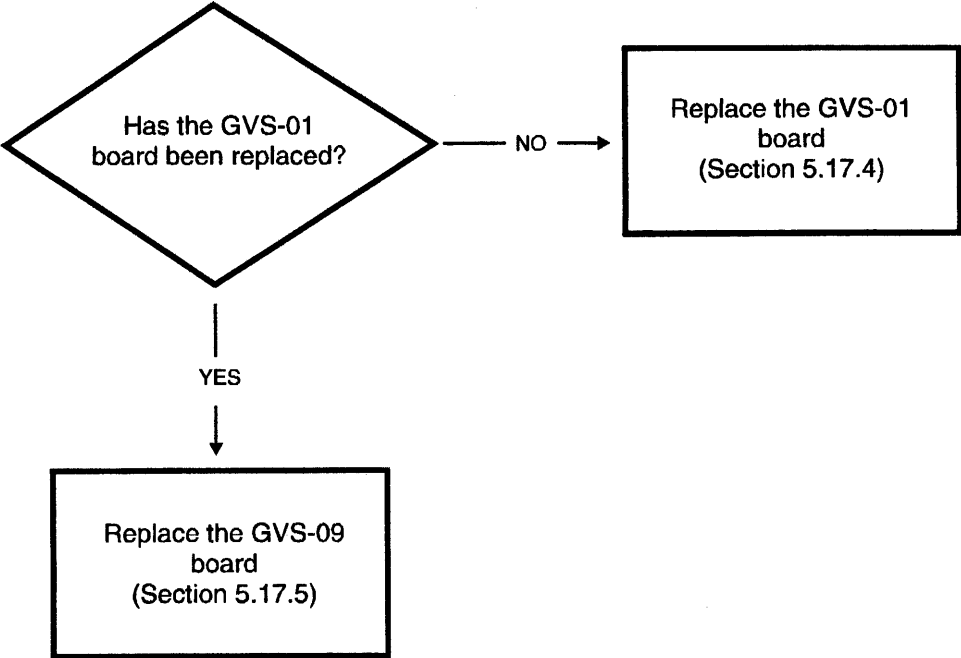 Has the GVS-01
board been replaced?
NO
Replace the GVS-01
board
(Section 5.17.4)
YES
Replace the GVS-09
board
(Section 5.17.5)